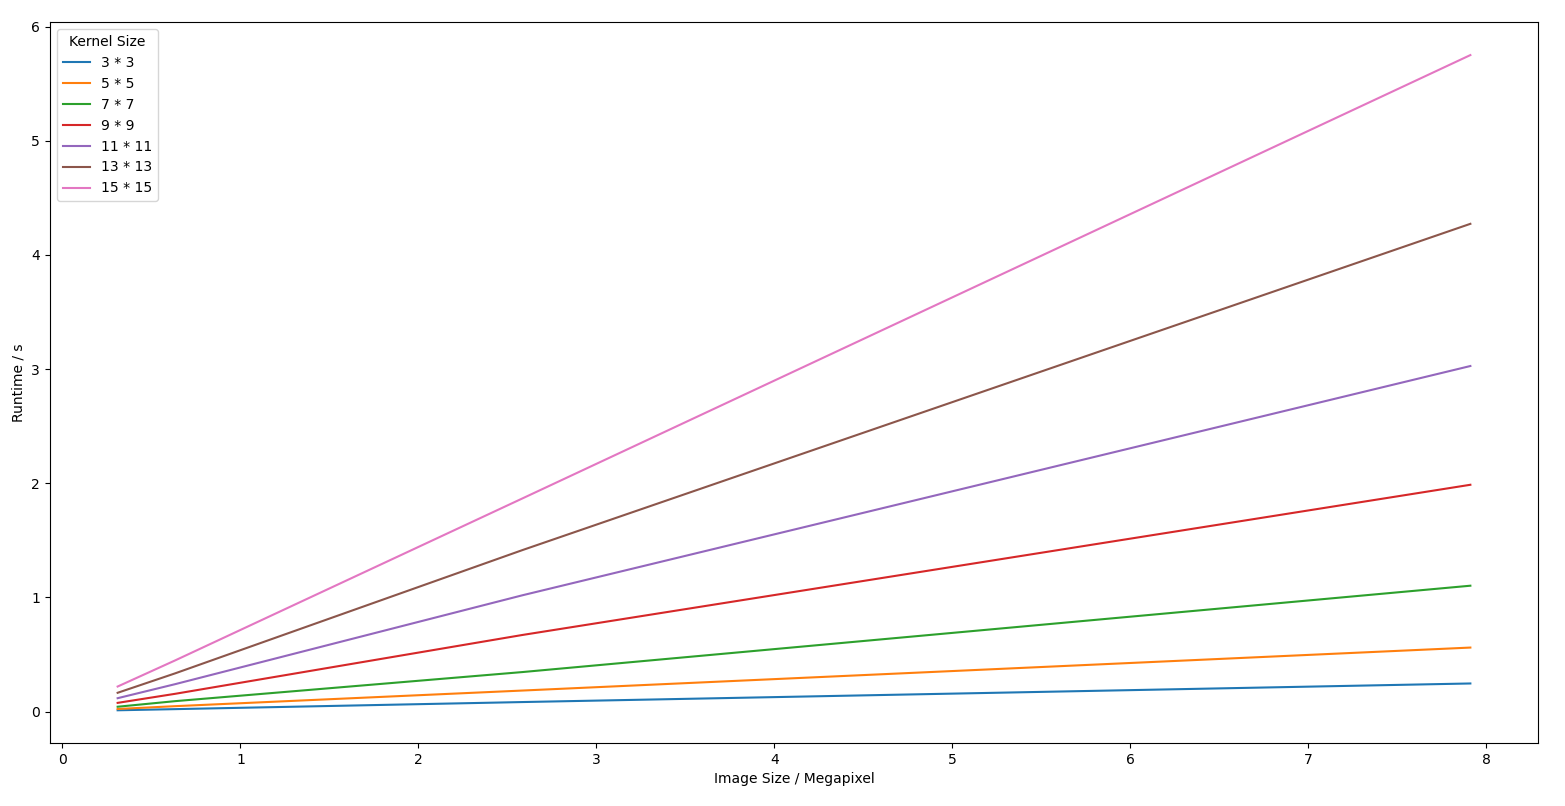 Kernel Size
3 * 3
5 * 5
7 * 7
9 * 9
11 * 11
13 * 13
15 * 15
Runtime / s
6
5
4
3
2
1
0
0 1 2 3 4 5 6 7 8
Image Size / Megapixel